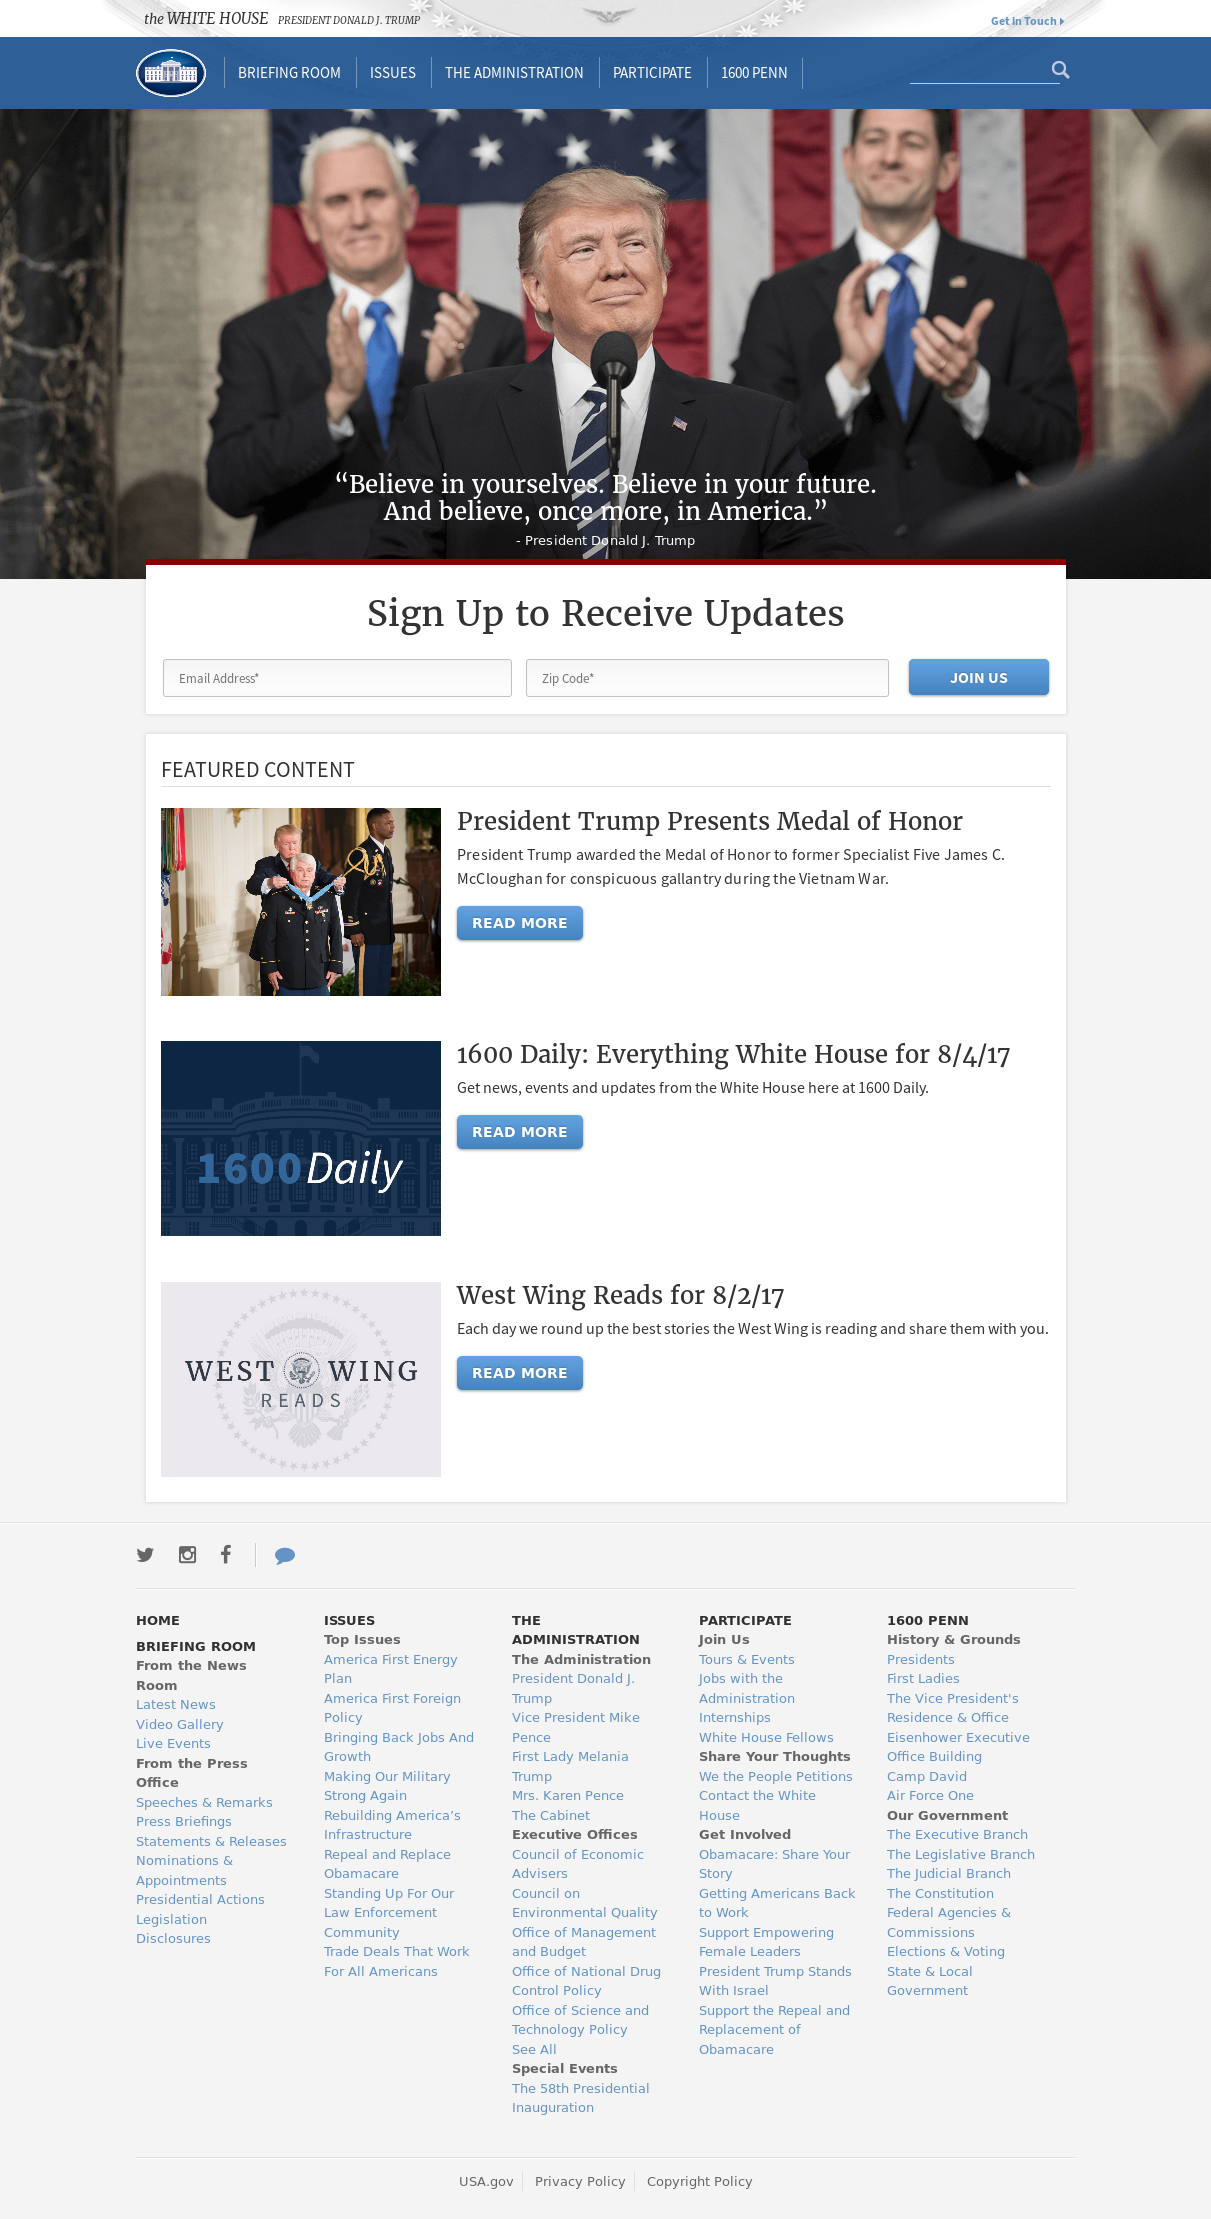 the WHITE HOUSE PRESIDENT DONALD J. TRUMP
Get in Touch
BRIEFING ROOM
ISSUES
THE ADMINISTRATION
PARTICIPATE
1600 PENN
“Believe in yourselves. Believe in your future.
And believe, once more, in America.”
- President Donald J. Trump
Sign Up to Receive Updates
Email Address*
Zip Code*
JOIN US
FEATURED CONTENT
President Trump Presents Medal of Honor
President Trump awarded the Medal of Honor to former Specialist Five James C.
McCloughan for conspicuous gallantry during the Vietnam War.
READ MORE
1600 Daily
1600 Daily: Everything White House for 8/4/17
Get news, events and updates from the White House here at 1600 Daily.
READ MORE
WEST WING
READS
West Wing Reads for 8/2/17
Each day we round up the best stories the West Wing is reading and share them with you.
READ MORE
HOME
BRIEFING ROOM
From the News
Room
Latest News
Video Gallery
Live Events
From the Press
Office
Speeches & Remarks
Press Briefings
Statements & Releases
Nominations &
Appointments
Presidential Actions
Legislation
Disclosures
ISSUES
Top Issues
America First Energy
Plan
America First Foreign
Policy
Bringing Back Jobs And
Growth
Making Our Military
Strong Again
Rebuilding America’s
Infrastructure
Repeal and Replace
Obamacare
Standing Up For Our
Law Enforcement
Community
Trade Deals That Work
For All Americans
THE
ADMINISTRATION
The Administration
President Donald J.
Trump
Vice President Mike
Pence
First Lady Melania
Trump
Mrs. Karen Pence
The Cabinet
Executive Offices
Council of Economic
Advisers
Council on
Environmental Quality
Office of Management
and Budget
Office of National Drug
Control Policy
Office of Science and
Technology Policy
See All
Special Events
The 58th Presidential
Inauguration
PARTICIPATE
Join Us
Tours & Events
Jobs with the
Administration
Internships
White House Fellows
Share Your Thoughts
We the People Petitions
Contact the White
House
Get Involved
Obamacare: Share Your
Story
Getting Americans Back
to Work
Support Empowering
Female Leaders
President Trump Stands
With Israel
Support the Repeal and
Replacement of
Obamacare
1600 PENN
History & Grounds
Presidents
First Ladies
The Vice President's
Residence & Office
Eisenhower Executive
Office Building
Camp David
Air Force One
Our Government
The Executive Branch
The Legislative Branch
The Judicial Branch
The Constitution
Federal Agencies &
Commissions
Elections & Voting
State & Local
Government
USA.gov
Privacy Policy
Copyright Policy